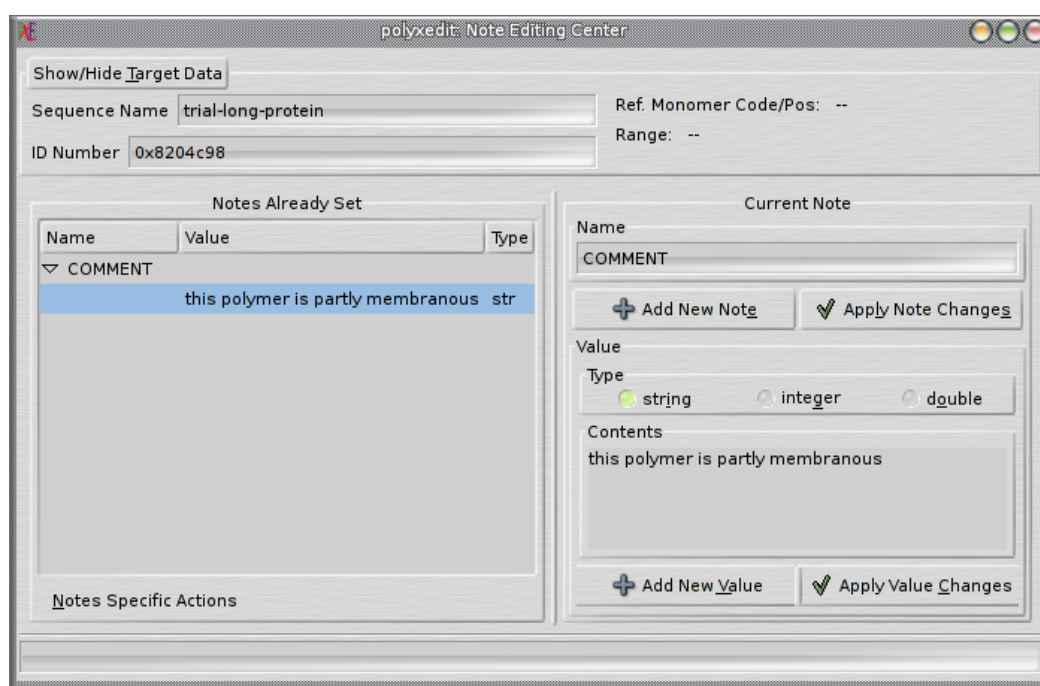 polyxedit: Note Editing Center
Show/Hide Target Data
Sequence Name trial-long-protein
Ref. Monomer Code/Pos: --
ID Number 0x8204c98
Range: --
Notes Already Set
Name Value Type
COMMENT
this polymer is partly membranous str
Notes Specific Actions
Current Note
Name
COMMENT
Add New Note Apply Note Changes
Value
Type
string integer double
Contents
this polymer is partly membranous
Add New Value Apply Value Changes